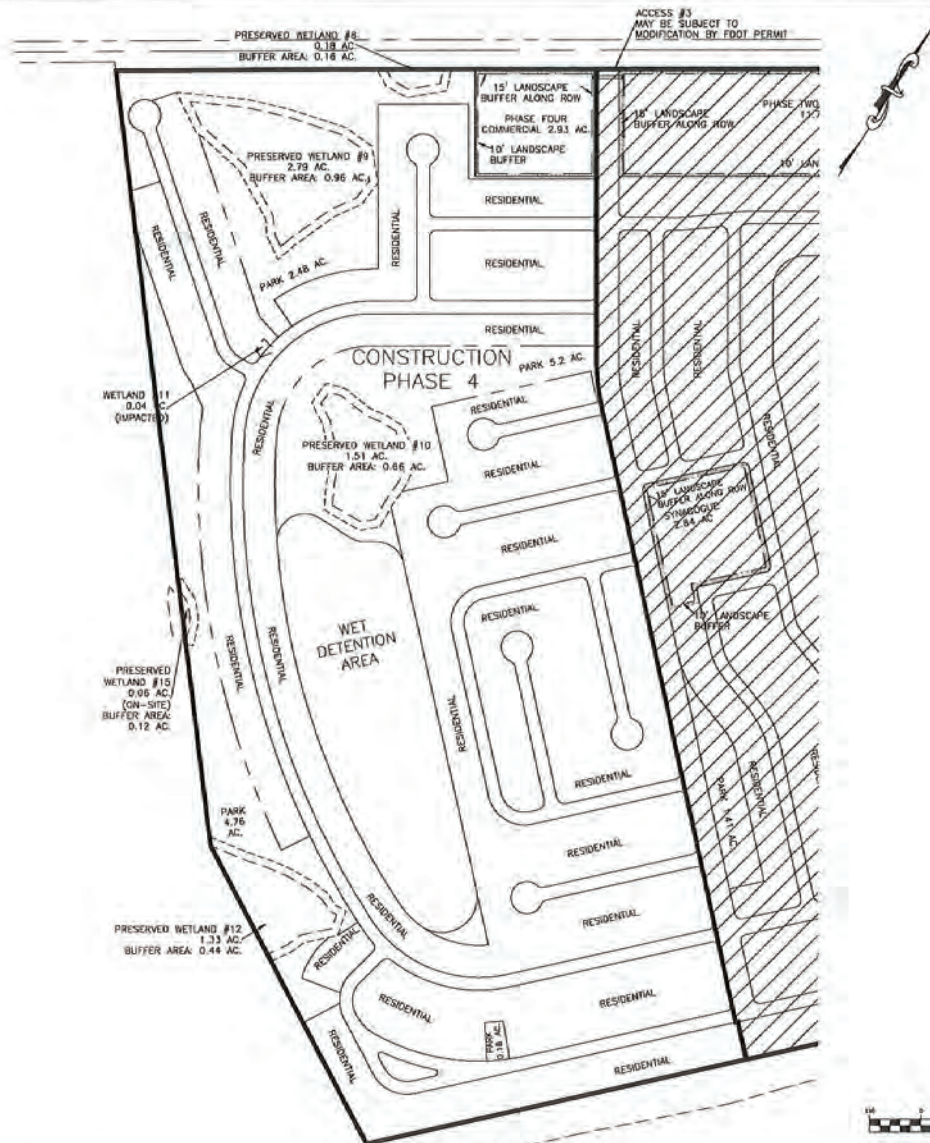 ACCESS #3
MAY BE SUBJECT TO
MODIFICATION BY FDOT PERMIT
PRESERVED WETLAND #8
0.18 AC.
BUFFER AREA: 0.16 AC.
15' LANDSCAPE
BUFFER ALONG ROW
PHASE FOUR
COMMERCIAL 2.93 AC.
10' LANDSCAPE
BUFFER
PHASE TWO
15' LANDSCAPE
BUFFER ALONG ROW
10' LAN
PRESERVED WETLAND #9
2.79 AC.
BUFFER AREA: 0.96 AC.
RESIDENTIAL
RESIDENTIAL
RESIDENTIAL
RESIDENTIAL
RESIDENTIAL
PARK 2.48 AC.
RESIDENTIAL
CONSTRUCTION
PHASE 4
PARK 5.2 AC.
RESIDENTIAL
RESIDENTIAL
WETLAND #11
0.04 AC.
(IMPACTED)
RESIDENTIAL
RESIDENTIAL
RESIDENTIAL
PRESERVED WETLAND #10
1.51 AC.
BUFFER AREA: 0.66 AC.
RESIDENTIAL
15' LANDSCAPE
BUFFER ALONG ROW
SYNAGOGUE
2.84 AC
10' LANDSCAPE
BUFFER
RESIDENTIAL
RESIDENTIAL
WET
DETENTION
AREA
RESIDENTIAL
RESIDENTIAL
PRESERVED
WETLAND #15
0.06 AC.
(ON-SITE)
BUFFER AREA:
0.12 AC.
RESIDENTIAL
RESIDENTIAL
RESIDENTIAL
PARK 1.41 AC
PARK
4.76
AC.
RESIDENTIAL
RESIDENTIAL
RESIDENTIAL
PRESERVED WETLAND #12
1.33 AC.
BUFFER AREA: 0.44 AC.
RESIDENTIAL
RESIDENTIAL
RESIDENTIAL
PARK
0.18 AC.
RESIDENTIAL
RESIDENTIAL